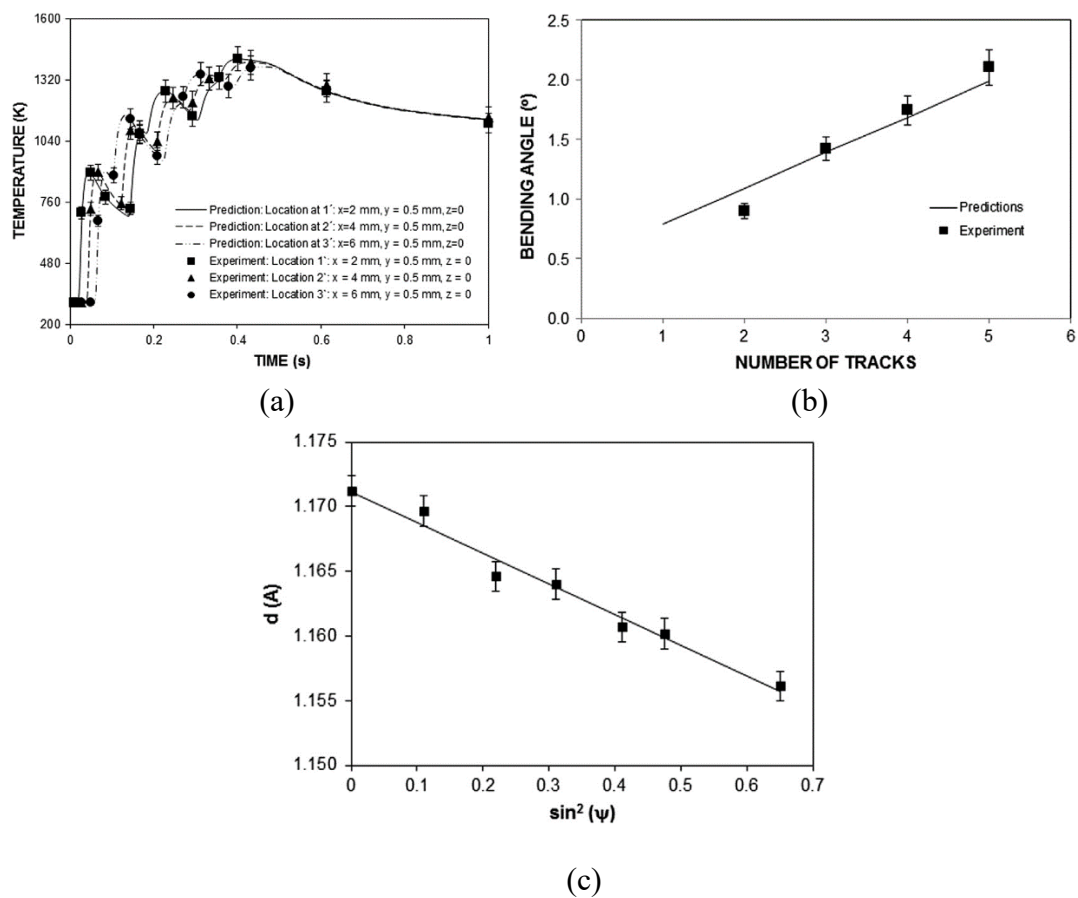 1600
1320
1040
760
480
200
TEMPERATURE (K)
Prediction: Location at 1´: x=2 mm, y = 0.5 mm, z=0
Prediction: Location at 2´: x=4 mm, y = 0.5 mm, z=0
Prediction: Location at 3´: x=6 mm, y = 0.5 mm, z=0
Experiment: Location 1`: x = 2 mm, y = 0.5 mm, z = 0
Experiment: Location 2`: x = 4 mm, y = 0.5 mm, z = 0
Experiment: Location 3`: x = 6 mm, y = 0.5 mm, z = 0
0 0.2 0.4 0.6 0.8 1
TIME (s)
(a)
2.5
2.0
1.5
1.0
0.5
0.0
BENDING ANGLE (º)
Predictions
Experiment
0 1 2 3 4 5 6
NUMBER OF TRACKS
(b)
1.175
1.170
1.165
1.160
1.155
1.150
d (A)
0 0.1 0.2 0.3 0.4 0.5 0.6 0.7
sin² (ψ)
(c)